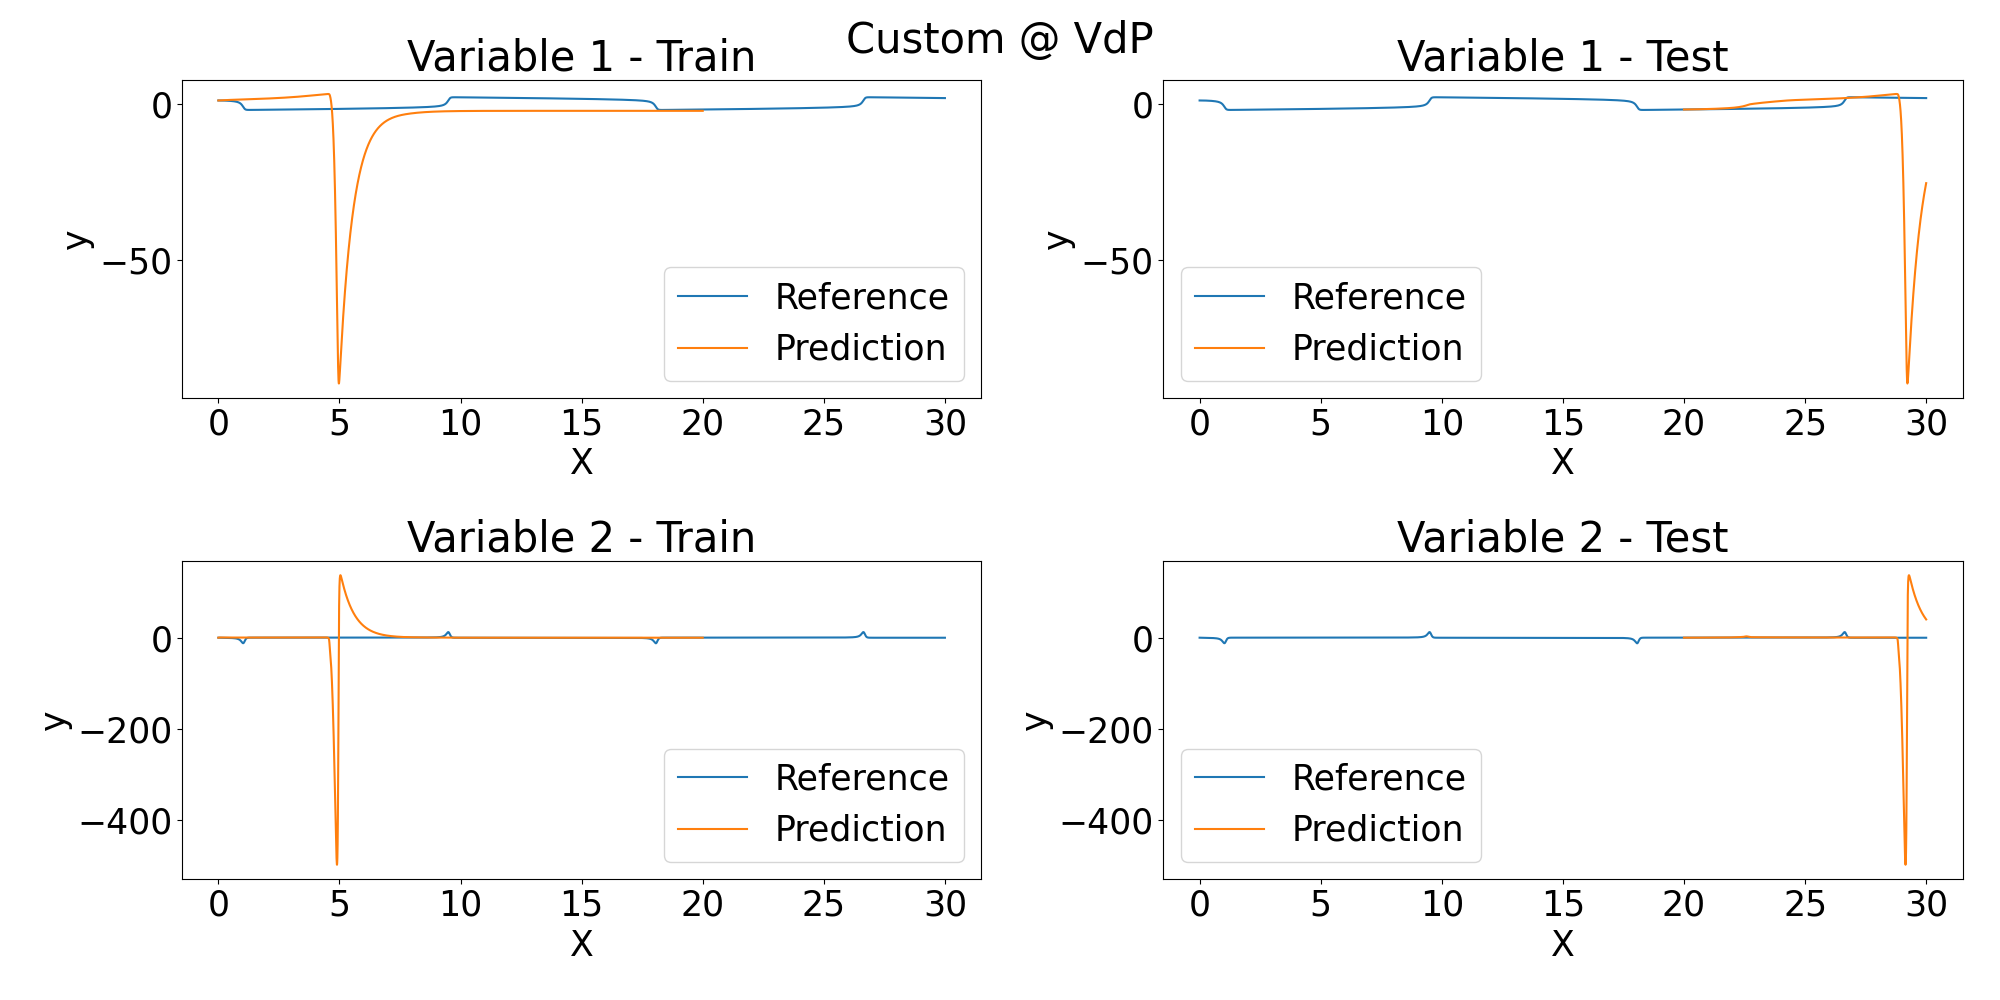 Custom @ VdP
Variable 1 - Train
0
−50
y
0 5 10 15 20 25 30
X
Reference
Prediction
Variable 1 - Test
0
−50
y
0 5 10 15 20 25 30
X
Reference
Prediction
Variable 2 - Train
0
−200
−400
y
0 5 10 15 20 25 30
X
Reference
Prediction
Variable 2 - Test
0
−200
−400
y
0 5 10 15 20 25 30
X
Reference
Prediction